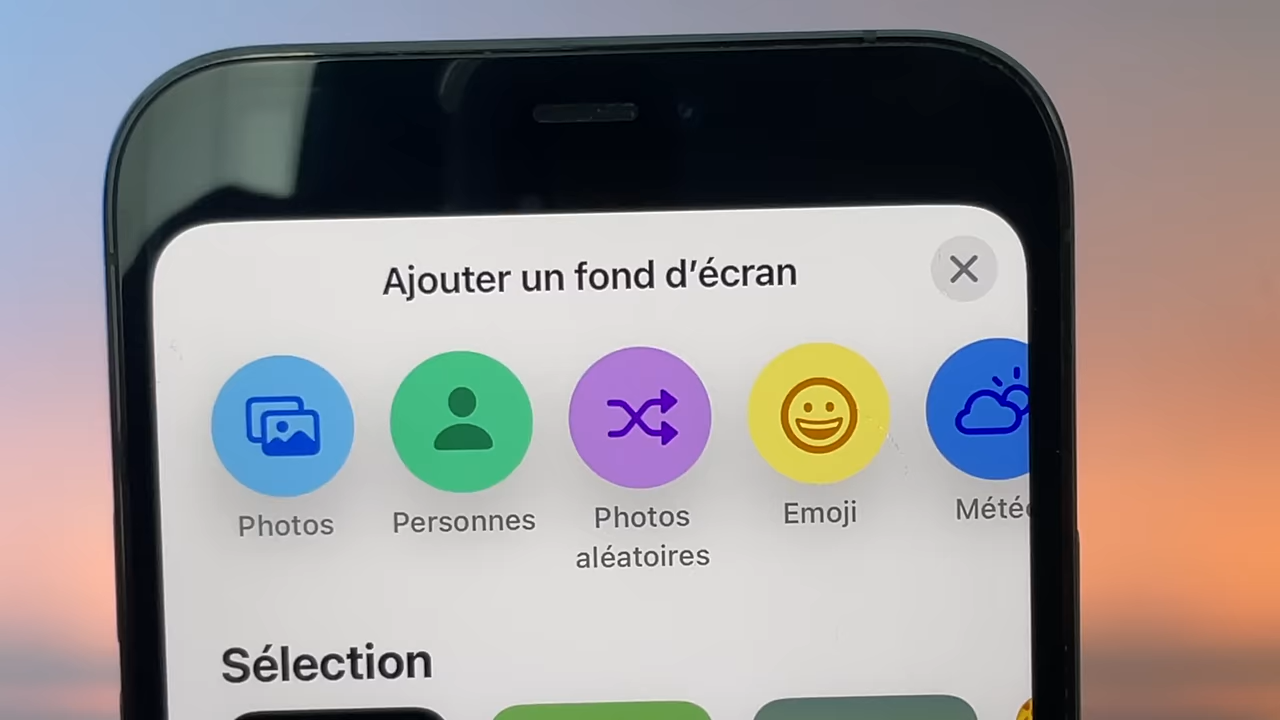 Ajouter un fond d’écran
Photos
Personnes
Photos
aléatoires
Emoji
Sélection